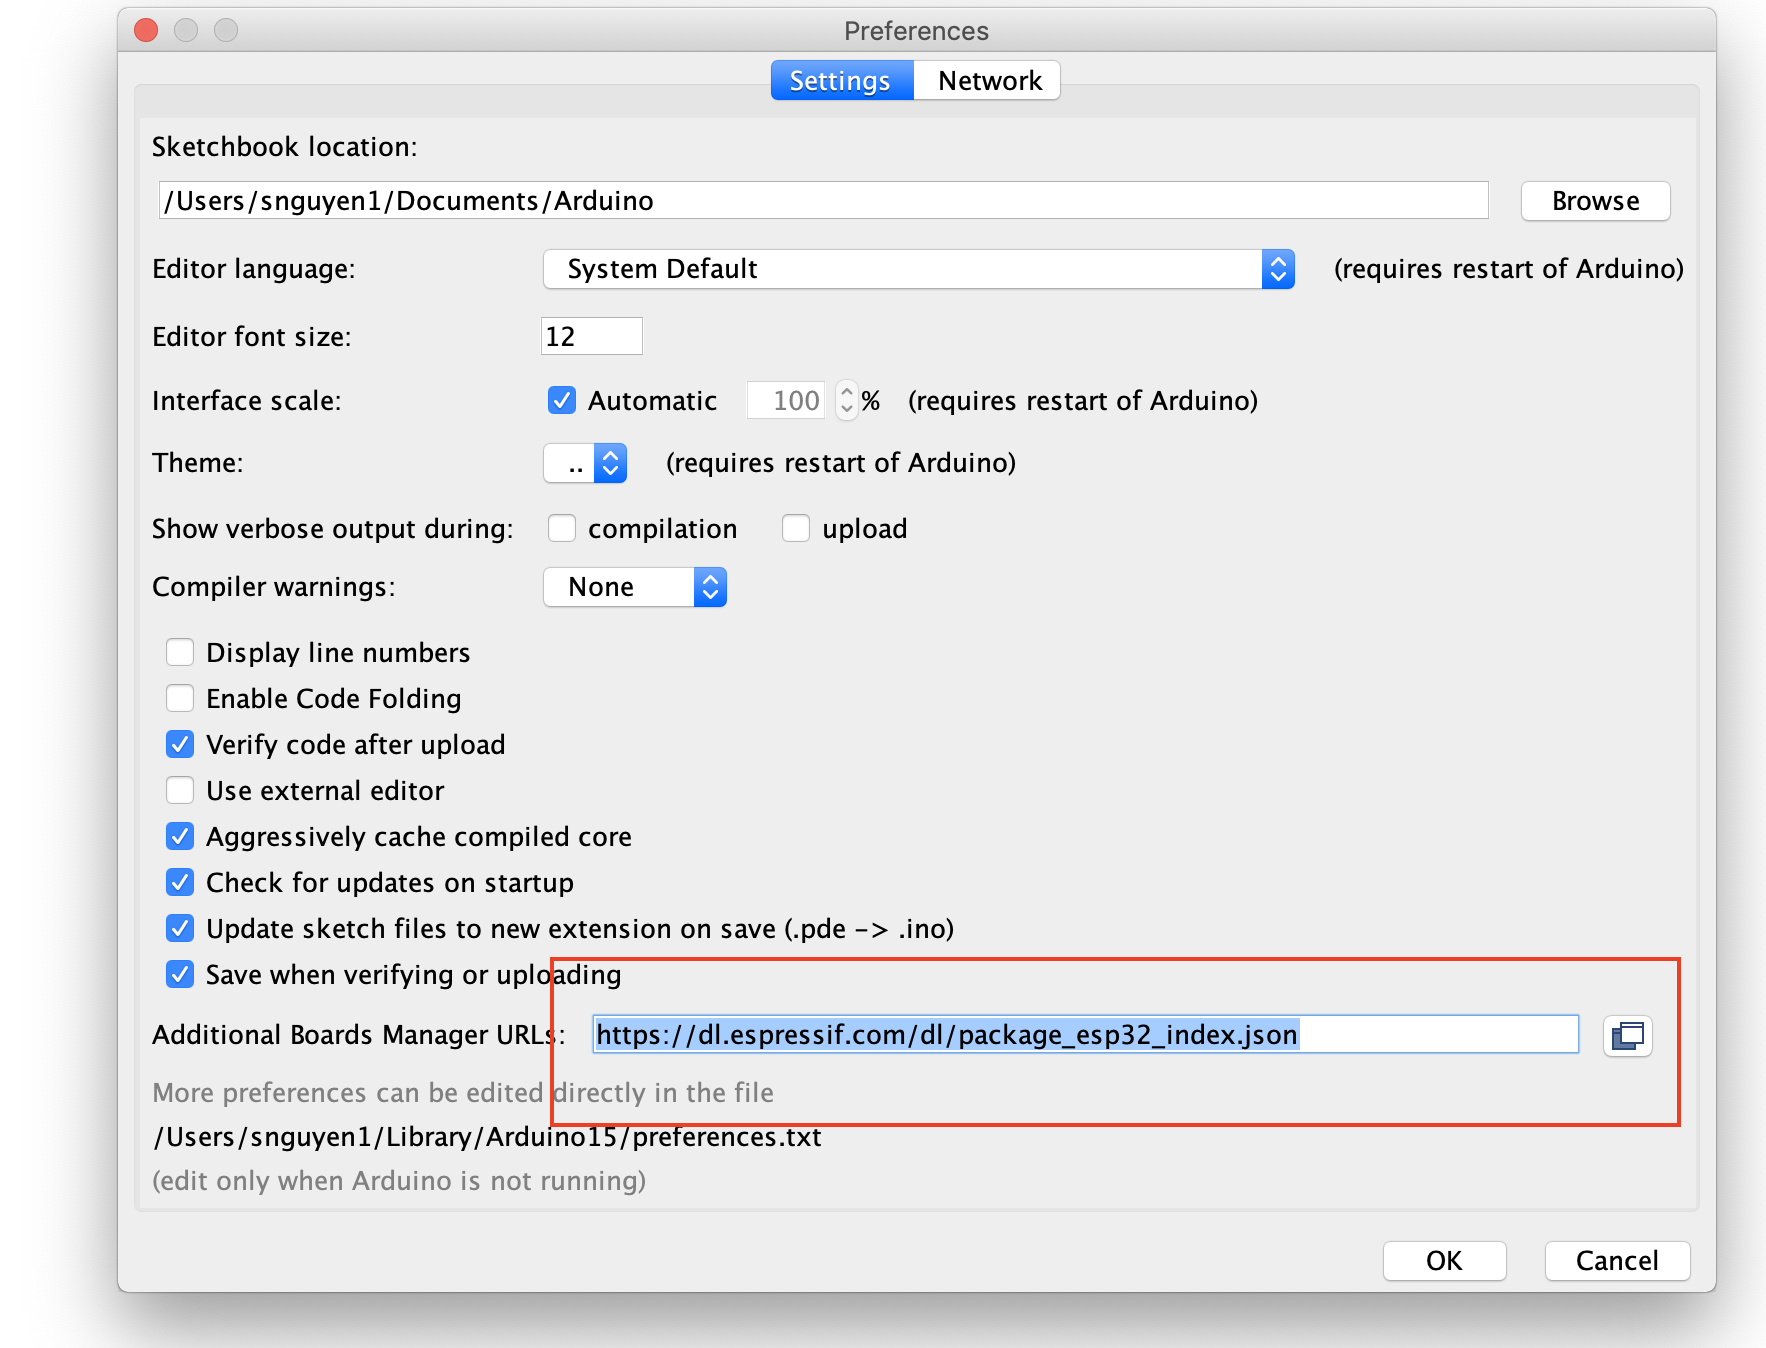 Preferences
Settings Network
Sketchbook location:
/Users/snguyen1/Documents/Arduino Browse
Editor language: System Default (requires restart of Arduino)
Editor font size: 12
Interface scale: Automatic 100 % (requires restart of Arduino)
Theme: .. (requires restart of Arduino)
Show verbose output during: compilation upload
Compiler warnings: None
Display line numbers
Enable Code Folding
Verify code after upload
Use external editor
Aggressively cache compiled core
Check for updates on startup
Update sketch files to new extension on save (.pde -> .ino)
Save when verifying or uploading
Additional Boards Manager URLs: https://dl.espressif.com/dl/package_esp32_index.json
More preferences can be edited directly in the file
/Users/snguyen1/Library/Arduino15/preferences.txt
(edit only when Arduino is not running)
OK Cancel